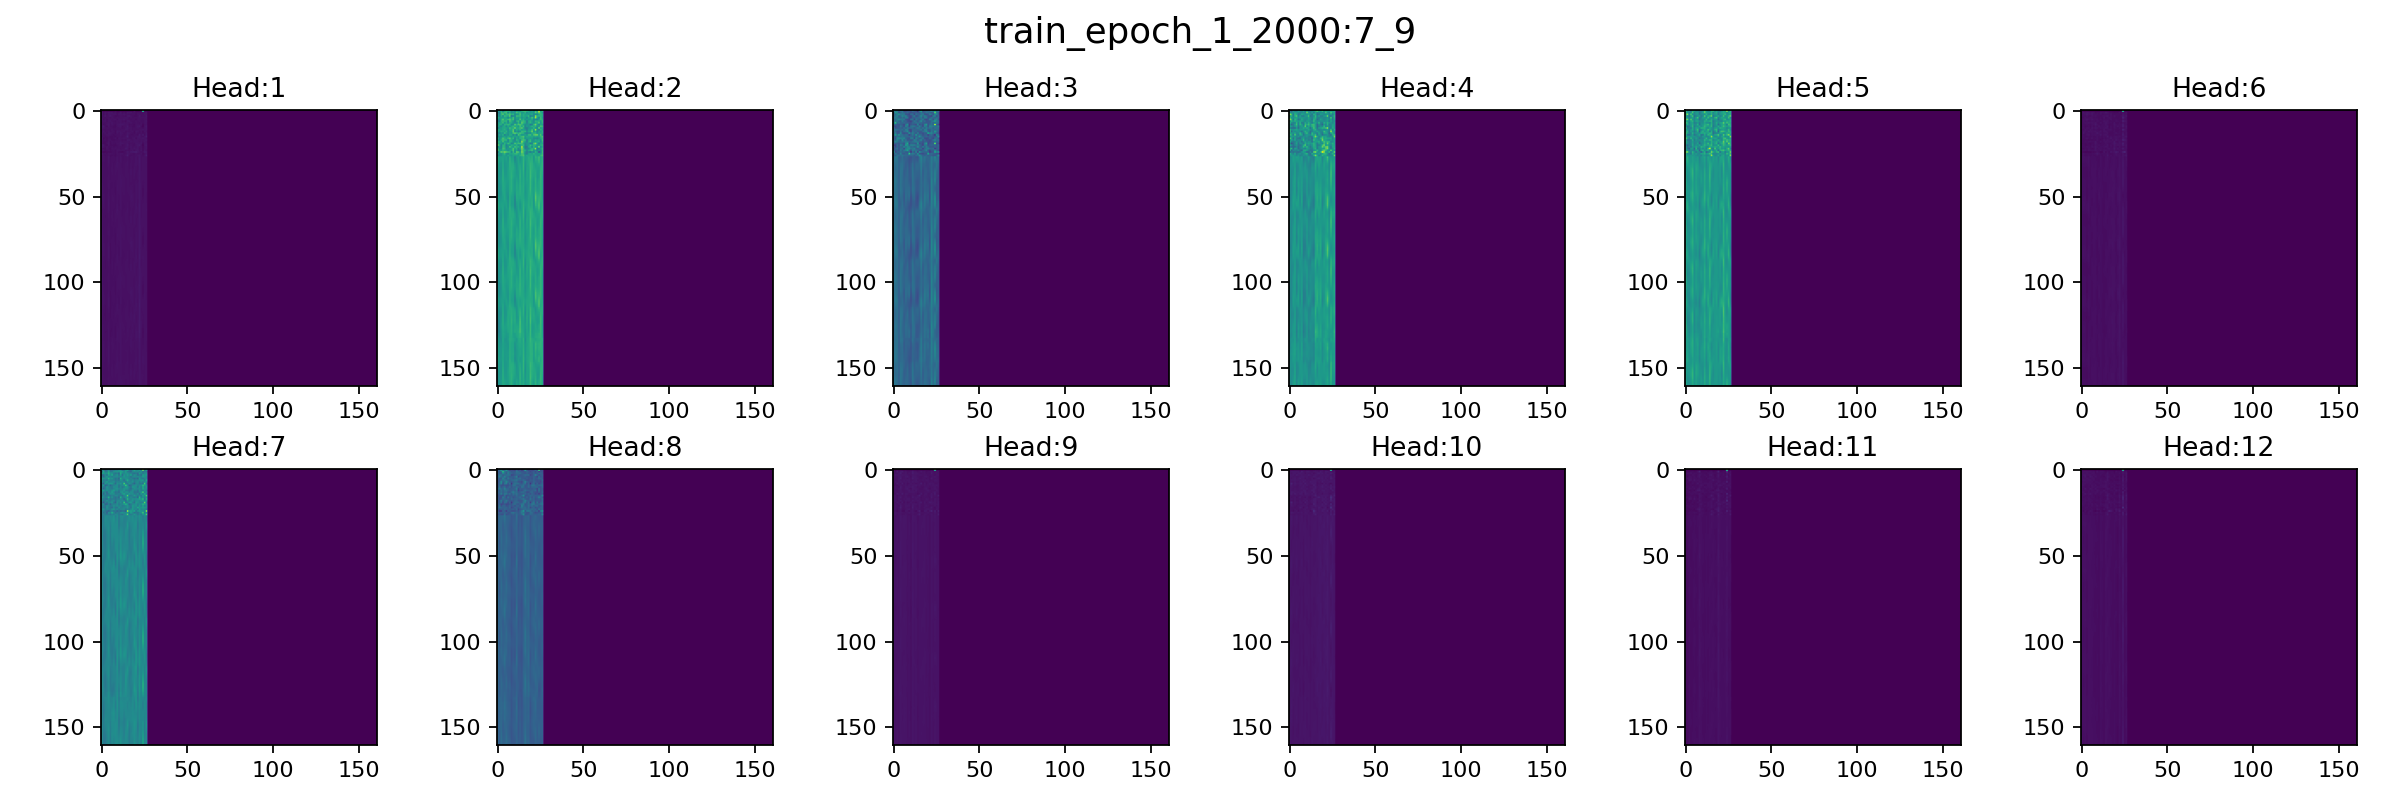 train_epoch_1_2000:7_9
Head:1 Head:2 Head:3 Head:4 Head:5 Head:6
0 0 0 0 0 0
50 50 50 50 50 50
100 100 100 100 100 100
150 150 150 150 150 150
0 50 100 150 0 50 100 150 0 50 100 150 0 50 100 150 0 50 100 150 0 50 100 150
Head:7 Head:8 Head:9 Head:10 Head:11 Head:12
0 0 0 0 0 0
50 50 50 50 50 50
100 100 100 100 100 100
150 150 150 150 150 150
0 50 100 150 0 50 100 150 0 50 100 150 0 50 100 150 0 50 100 150 0 50 100 150